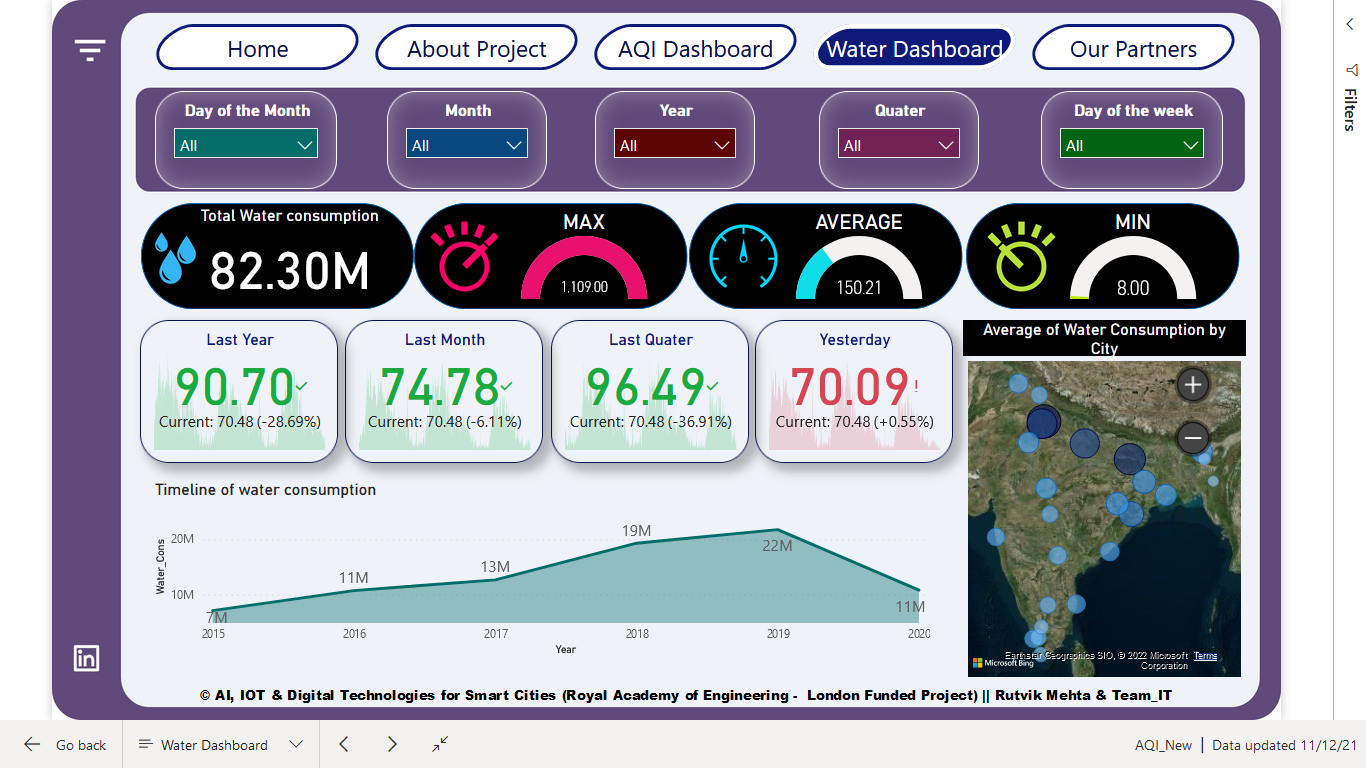 Home
About Project
AQI Dashboard
Water Dashboard
Our Partners
Filters
Day of the Month
All
Month
All
Year
All
Quater
All
Day of the week
All
Total Water consumption
82.30M
MAX
1,109.00
AVERAGE
150.21
MIN
8.00
Last Year
90.70
Current: 70.48 (-28.69%)
Last Month
74.78
Current: 70.48 (-6.11%)
Last Quater
96.49
Current: 70.48 (-36.91%)
Yesterday
70.09!
Current: 70.48 (+0.55%)
Average of Water Consumption by
City
Timeline of water consumption
Water_Cons
20M
10M
7M
11M
13M
19M
22M
11M
2015
2016
2017
2018
2019
2020
Year
Microsoft Bing
Earthstar Geographics SIO, © 2022 Microsoft Terms
Corporation
in
© AI, IOT & Digital Technologies for Smart Cities (Royal Academy of Engineering - London Funded Project) || Rutvik Mehta & Team_IT
Go back
Water Dashboard
AQI_New | Data updated 11/12/21